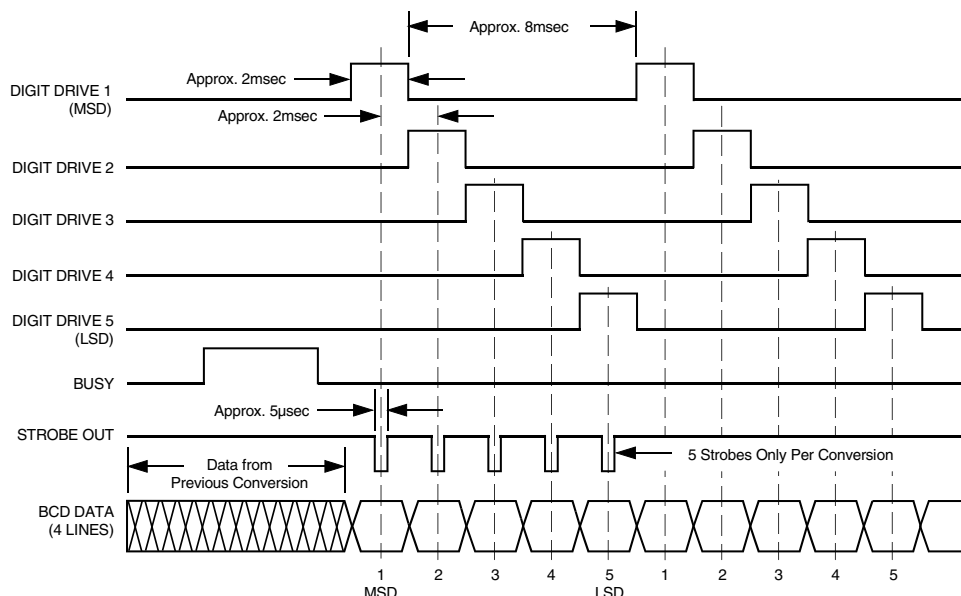 Approx. 8msec
Approx. 2msec
DIGIT DRIVE 1
(MSD)
Approx. 2msec
DIGIT DRIVE 2
DIGIT DRIVE 3
DIGIT DRIVE 4
DIGIT DRIVE 5
(LSD)
BUSY
Approx. 5µsec
STROBE OUT
5 Strobes Only Per Conversion
Data from
Previous Conversion
BCD DATA
(4 LINES)
1 2 3 4 5 1 2 3 4 5
MSD LSD